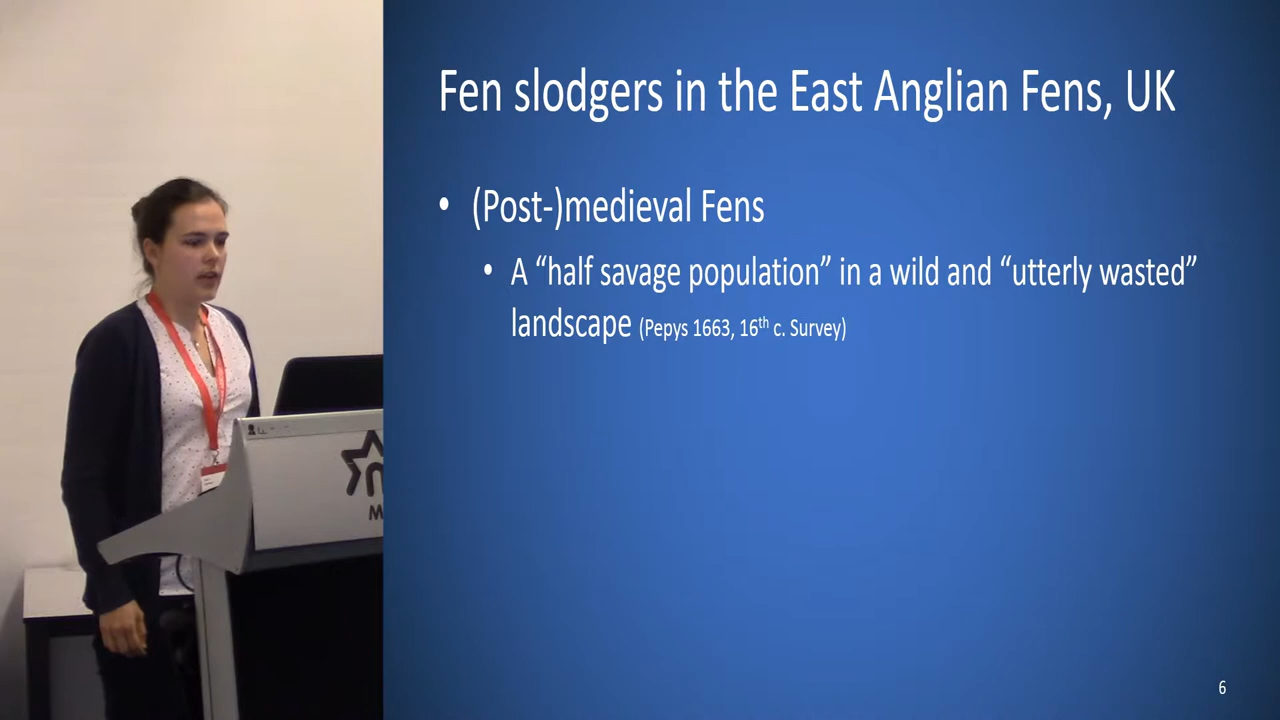 Fen slodgers in the East Anglian Fens, UK
• (Post-)medieval Fens
• A “half savage population” in a wild and “utterly wasted”
landscape (Pepys 1663, 16th c. Survey)
6